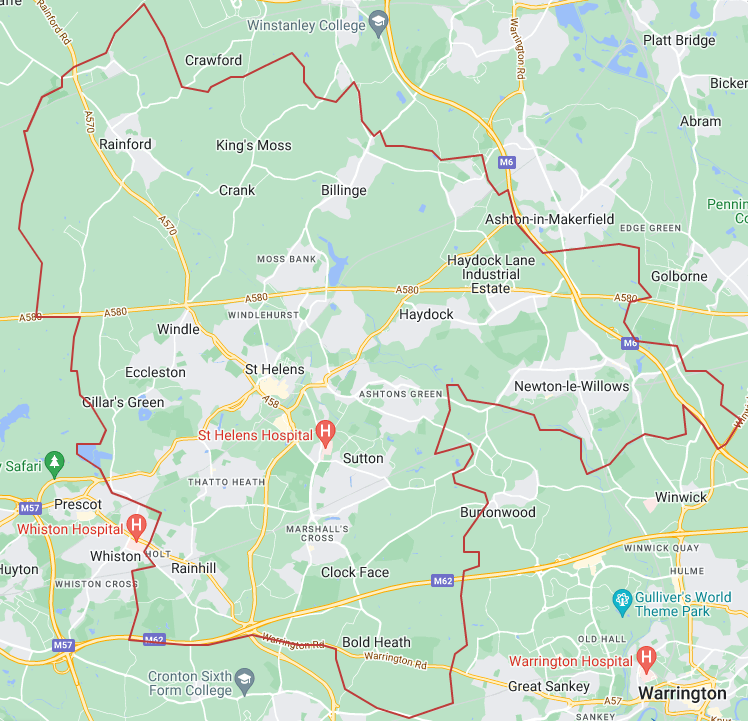 Rainford Rd
Winstanley College
Warrington Rd
Platt Bridge
Crawford
Abram
A570
Rainford
King's Moss
M6
Crank
Billinge
A570
Ashton-in-Makerfield
EDGE GREEN
MOSS BANK
Haydock Lane
Industrial
Estate
Golborne
A580
A580
A580
A580
A580
WINDLEHURST
Haydock
Windle
M6
St Helens
Eccleston
Newton-le-Willows
ASHTONS GREEN
Gillar's Green
A58
St Helens Hospital
H
Sutton
Safari
THATTO HEATH
Winwick
Prescot
M57
Burtonwood
Whiston Hospital
H
MARSHALL'S
CROSS
WINWICK QUAY
Whiston
HOLT
Rainhill
Clock Face
M62
HULME
WHISTON CROSS
Gulliver's World
Theme Park
M57
M62
Warrington Rd
Bold Heath
OLD HALL
Warrington Rd
Warrington Hospital
H
Cronton Sixth
Form College
Great Sankey
A57
Warrington
SANKEY